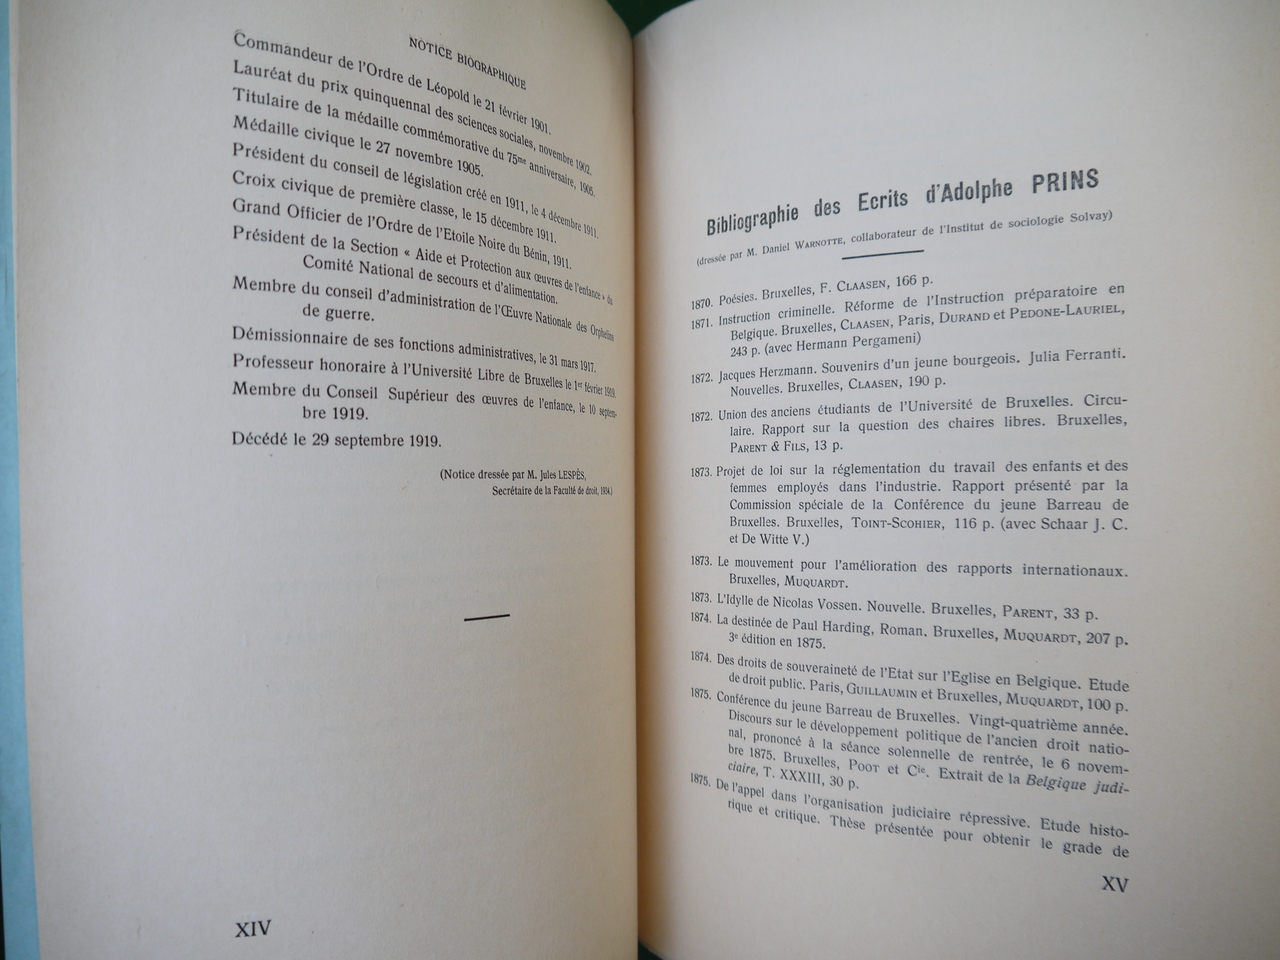 NOTICE BIOGRAPHIQUE
Commandeur de l'Ordre de Léopold le 21 février 1901.
Lauréat du prix quinquennal des sciences sociales, novembre 1902.
Titulaire de la médaille commémorative du 75me anniversaire, 1905.
Médaille civique le 27 novembre 1905.
Président du conseil de législation créé en 1911, le 4 décembre 1911.
Croix civique de première classe, le 15 décembre 1911.
Grand Officier de l'Ordre de l'Etoile Noire du Bénin, 1911.
Président de la Section « Aide et Protection aux œuvres de l'enfance » du
Comité National de secours et d'alimentation.
Membre du conseil d'administration de l'Œuvre Nationale des Orphelins
de guerre.
Démissionnaire de ses fonctions administratives, le 31 mars 1917.
Professeur honoraire à l'Université Libre de Bruxelles le 1er février 1919.
Membre du Conseil Supérieur des œuvres de l'enfance, le 10 septem-
bre 1919.
Décédé le 29 septembre 1919.
(Notice dressée par M. Jules LESPÈS,
Secrétaire de la Faculté de droit, 1934.)
XIV
Bibliographie des Ecrits d'Adolphe PRINS
(dressée par M. Daniel WARNOTTE, collaborateur de l'Institut de sociologie Solvay)
1870. Poésies. Bruxelles, F. CLAASEN, 166 p.
1871. Instruction criminelle. Réforme de l'Instruction préparatoire en
Belgique. Bruxelles, CLAASEN, Paris, DURAND et PEDONE-LAURIEL,
243 p. (avec Hermann Pergameni)
1872. Jacques Herzmann. Souvenirs d'un jeune bourgeois. Julia Ferranti.
Nouvelles. Bruxelles, CLAASEN, 190 p.
1872. Union des anciens étudiants de l'Université de Bruxelles. Circu-
laire. Rapport sur la question des chaires libres. Bruxelles,
PARENT & FILS, 13 p.
1873. Projet de loi sur la réglementation du travail des enfants et des
femmes employés dans l'industrie. Rapport présenté par la
Commission spéciale de la Conférence du jeune Barreau de
Bruxelles. Bruxelles, TOINT-SCOHIER, 116 p. (avec Schaar J. C.
et De Witte V.)
1873. Le mouvement pour l'amélioration des rapports internationaux.
Bruxelles, MUQUARDT.
1873. L'Idylle de Nicolas Vossen. Nouvelle. Bruxelles, PARENT, 33 p.
1874. La destinée de Paul Harding, Roman. Bruxelles, MUQUARDT, 207 p.
3e édition en 1875.
1874. Des droits de souveraineté de l'Etat sur l'Eglise en Belgique. Etude
de droit public. Paris, GUILLAUMIN et Bruxelles, MUQUARDT, 100 p.
1875. Conférence du jeune Barreau de Bruxelles. Vingt-quatrième année.
Discours sur le développement politique de l'ancien droit natio-
nal, prononcé à la séance solennelle de rentrée, le 6 novem-
bre 1875. Bruxelles, POOT et Cie. Extrait de la Belgique judi-
ciaire, T. XXXIII, 30 p.
1875. De l'appel dans l'organisation judiciaire répressive. Etude histo-
rique et critique. Thèse présentée pour obtenir le grade de
XV